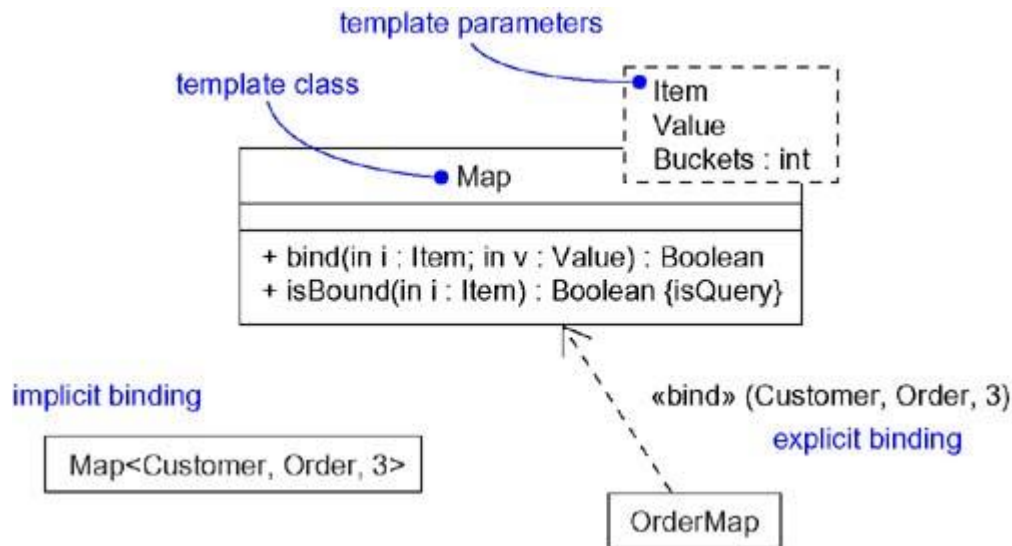 template parameters
template class
Item
Value
Buckets : int
Map
+ bind(in i : Item; in v : Value) : Boolean
+ isBound(in i : Item) : Boolean {isQuery}
implicit binding
«bind» (Customer, Order, 3)
explicit binding
Map<Customer, Order, 3>
OrderMap